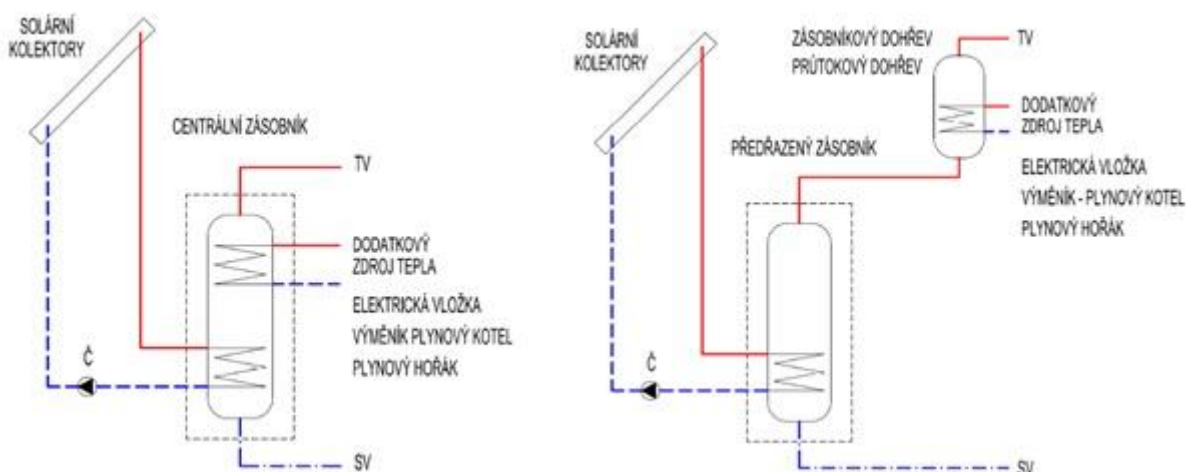 SOLÁRNÍ
KOLEKTORY
CENTRÁLNÍ ZÁSOBNÍK
TV
DODATKOVÝ
ZDROJ TEPLA
ELEKTRICKÁ VLOŽKA
VÝMĚNÍK PLYNOVÝ KOTEL
PLYNOVÝ HOŘÁK
Č
SV
SOLÁRNÍ
KOLEKTORY
ZÁSOBNÍKOVÝ DOHŘEV
PRŮTOKOVÝ DOHŘEV
TV
DODATKOVÝ
ZDROJ TEPLA
PŘEDŘAZENÝ ZÁSOBNÍK
ELEKTRICKÁ VLOŽKA
VÝMĚNÍK - PLYNOVÝ KOTEL
PLYNOVÝ HOŘÁK
Č
SV